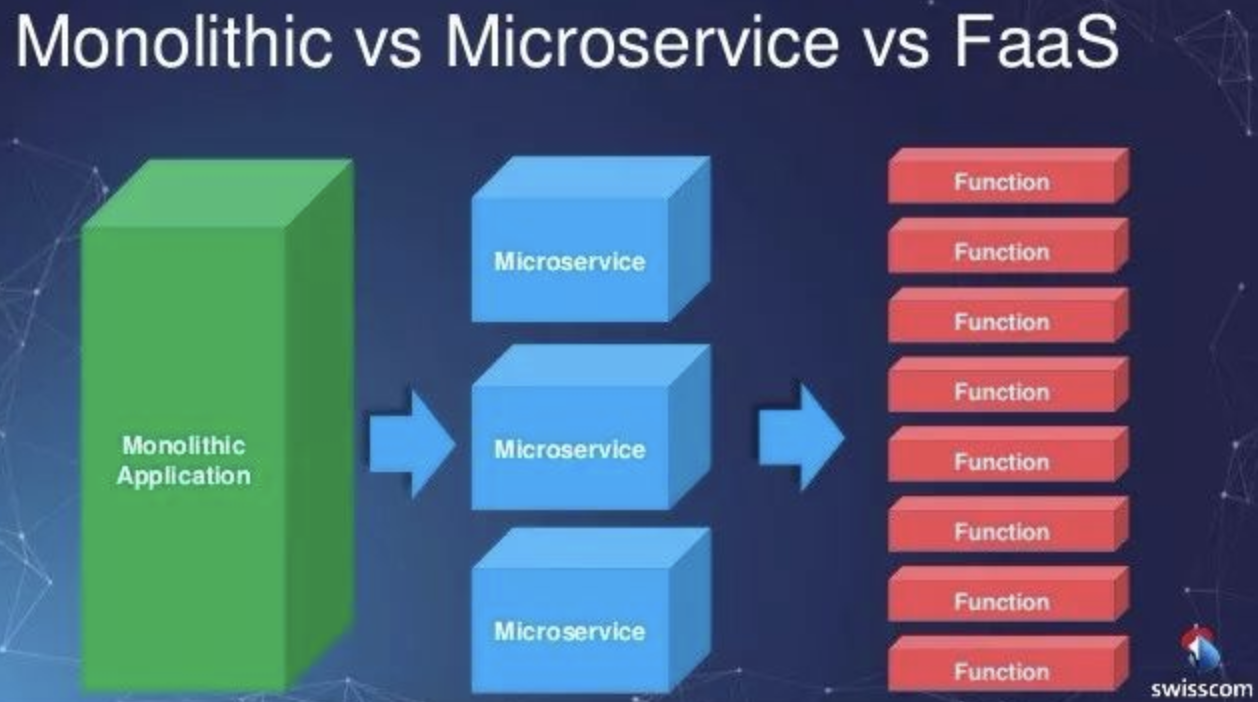 Monolithic vs Microservice vs FaaS
Monolithic
Application
Microservice
Microservice
Microservice
Function
Function
Function
Function
Function
Function
Function
Function
swisscom